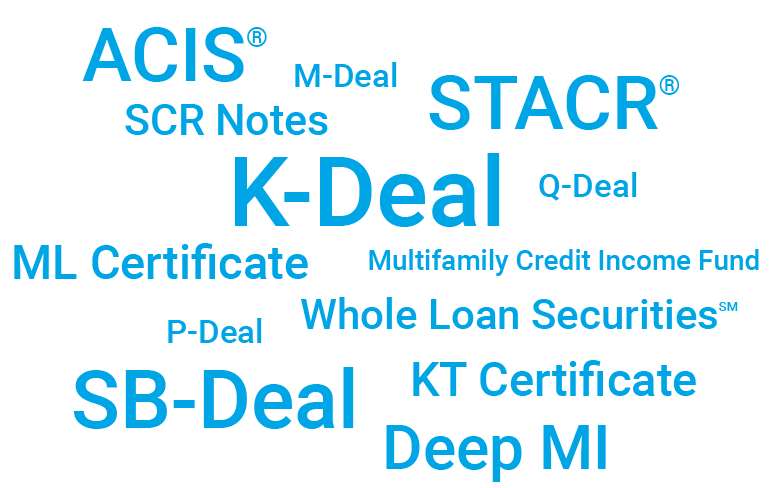 ACIS®
M-Deal
STACR®
SCR Notes
K-Deal
Q-Deal
ML Certificate
Multifamily Credit Income Fund
Whole Loan Securities℠
P-Deal
SB-Deal
KT Certificate
Deep MI